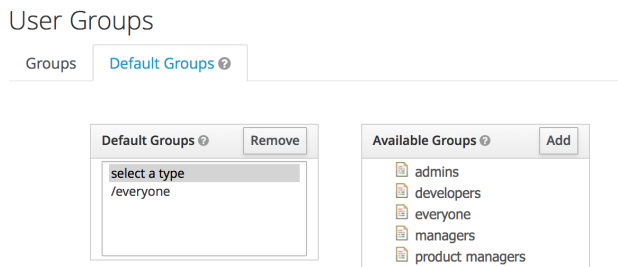 User Groups
Groups
Default Groups ?
Default Groups ?
Remove
select a type
/everyone
Available Groups ?
Add
admins
developers
everyone
managers
product managers